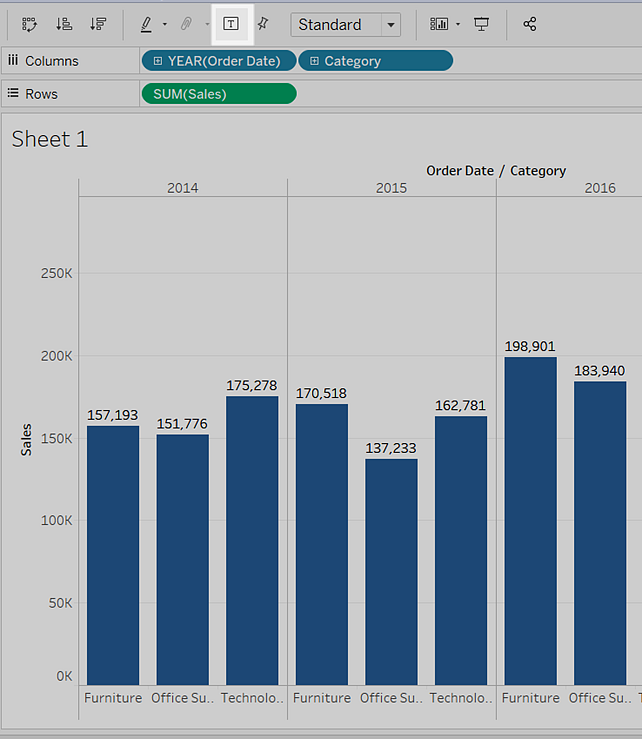 T Standard
Columns YEAR(Order Date) Category
Rows SUM(Sales)
Sheet 1
Order Date / Category
2014 2015 2016
250K
200K
150K
100K
50K
0K
Sales
157,193 151,776 175,278 170,518 137,233 162,781 198,901 183,940
Furniture Office Su.. Technolo.. Furniture Office Su.. Technolo.. Furniture Office Su.. T